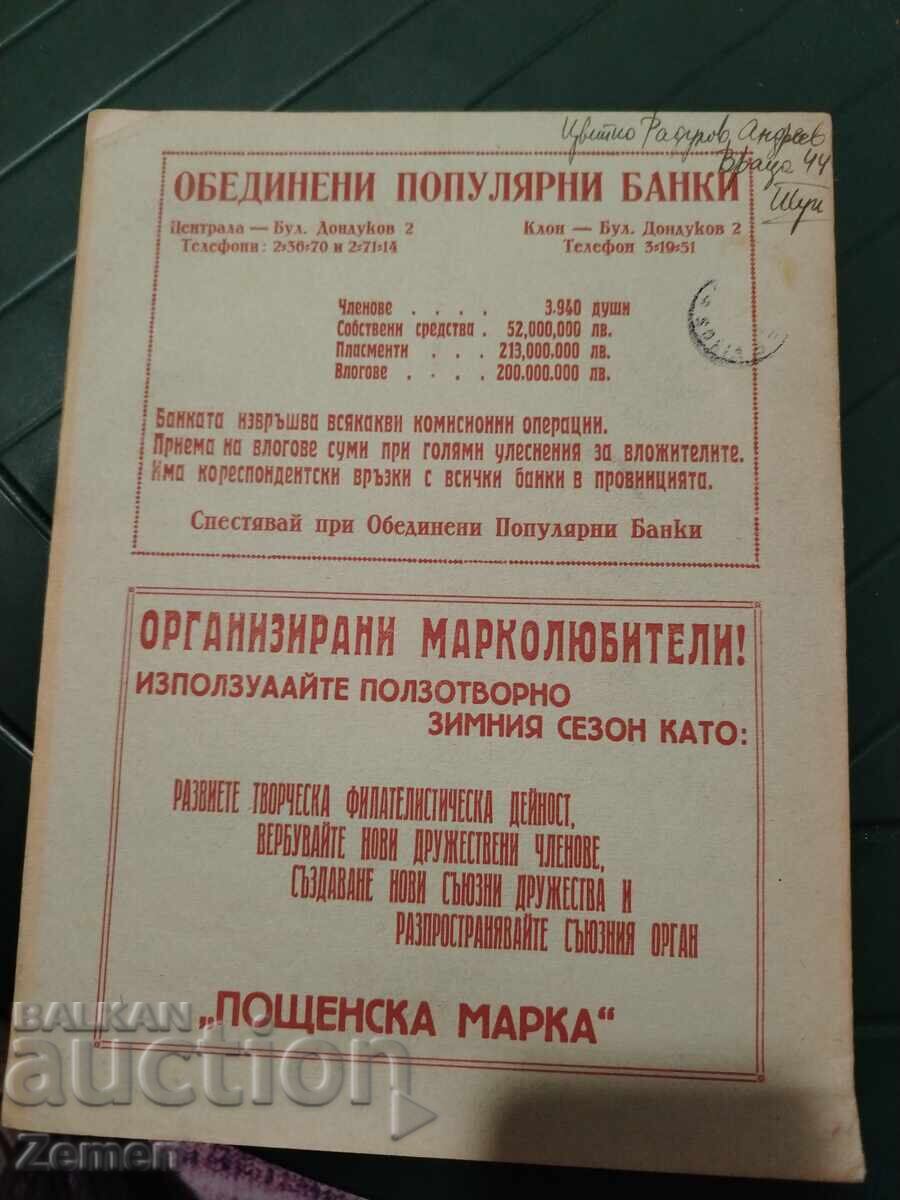 Цветко Андреев
Враца 44
ОБЕДИНЕНИ ПОПУЛЯРНИ БАНКИ
Централа — Бул. Дондуков 2
Телефони: 2=36=70 и 2=71=14
Клон — Бул. Дондуков 2
Телефон 3=19=51
Членове . . . . 3.940 души
Собствени средства . 52,000,000 лв.
Пласменти . . . 213,000.000 лв.
Влогове . . . . 200.000.000 лв.
Банката извръшва всякакви комисионни операции.
Приема на влогове суми при голями улеснения за вложителите.
Има кореспондентски връзки с всички банки в провинцията.
Спестявай при Обединени Популярни Банки
ОРГАНИЗИРАНИ МАРКОЛЮБИТЕЛИ!
ИЗПОЛЗУААЙТЕ ПОЛЗОТВОРНО
ЗИМНИЯ СЕЗОН КАТО:
РАЗВИЕТЕ ТВОРЧЕСКА ФИЛАТЕЛИСТИЧЕСКА ДЕЙНОСТ,
ВЕРБУВАЙТЕ НОВИ ДРУЖЕСТВЕНИ ЧЛЕНОВЕ,
СЪЗДАВАНЕ НОВИ СЪЮЗНИ ДРУЖЕСТВА И
РАЗПРОСТРАНЯВАЙТЕ СЪЮЗНИЯ ОРГАН
„ПОЩЕНСКА МАРКА“
BALKAN
auction
Zemen